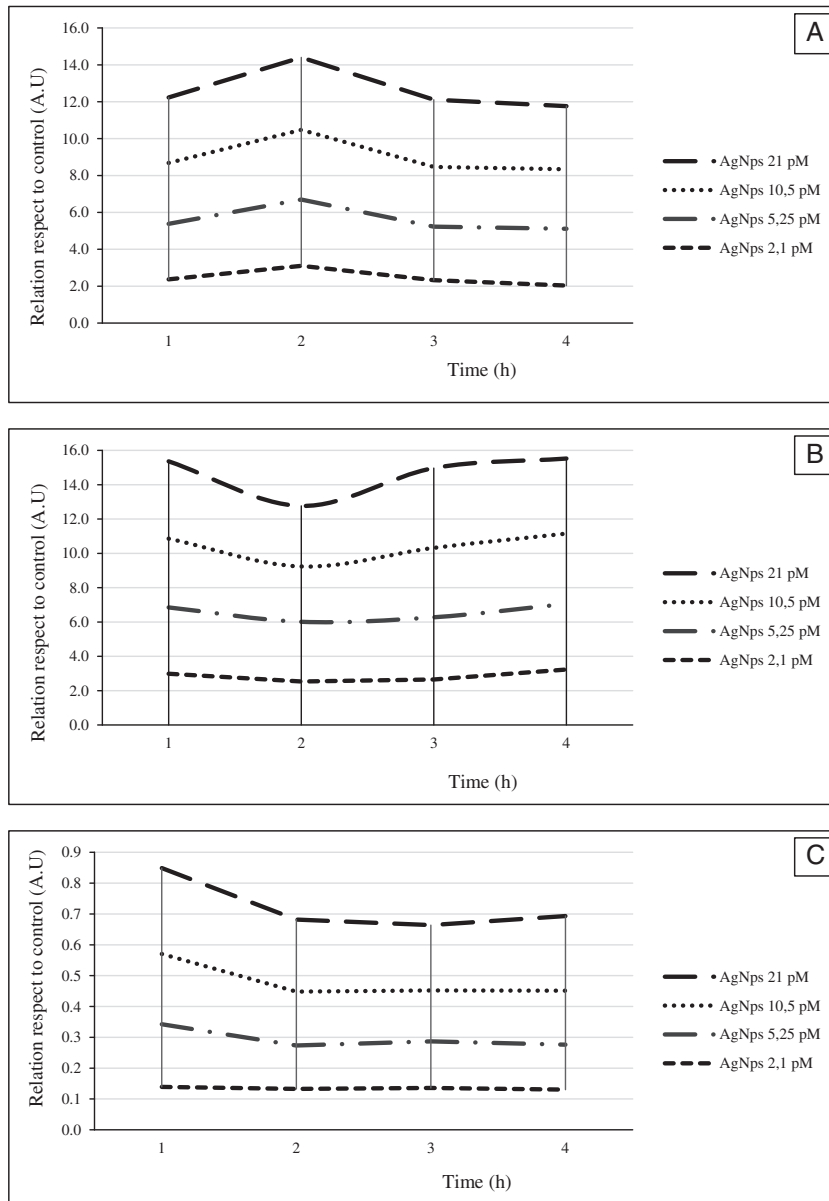 A
Relation respect to control (A.U)
16.0
14.0
12.0
10.0
8.0
6.0
4.0
2.0
0.0
1 2 3 4
Time (h)
AgNps 21 pM
AgNps 10,5 pM
AgNps 5,25 pM
AgNps 2,1 pM
B
Relation respect to control (A.U)
16.0
14.0
12.0
10.0
8.0
6.0
4.0
2.0
0.0
1 2 3 4
Time (h)
AgNps 21 pM
AgNps 10,5 pM
AgNps 5,25 pM
AgNps 2,1 pM
C
Relation respect to control (A.U)
0.9
0.8
0.7
0.6
0.5
0.4
0.3
0.2
0.1
0.0
1 2 3 4
Time (h)
AgNps 21 pM
AgNps 10,5 pM
AgNps 5,25 pM
AgNps 2,1 pM